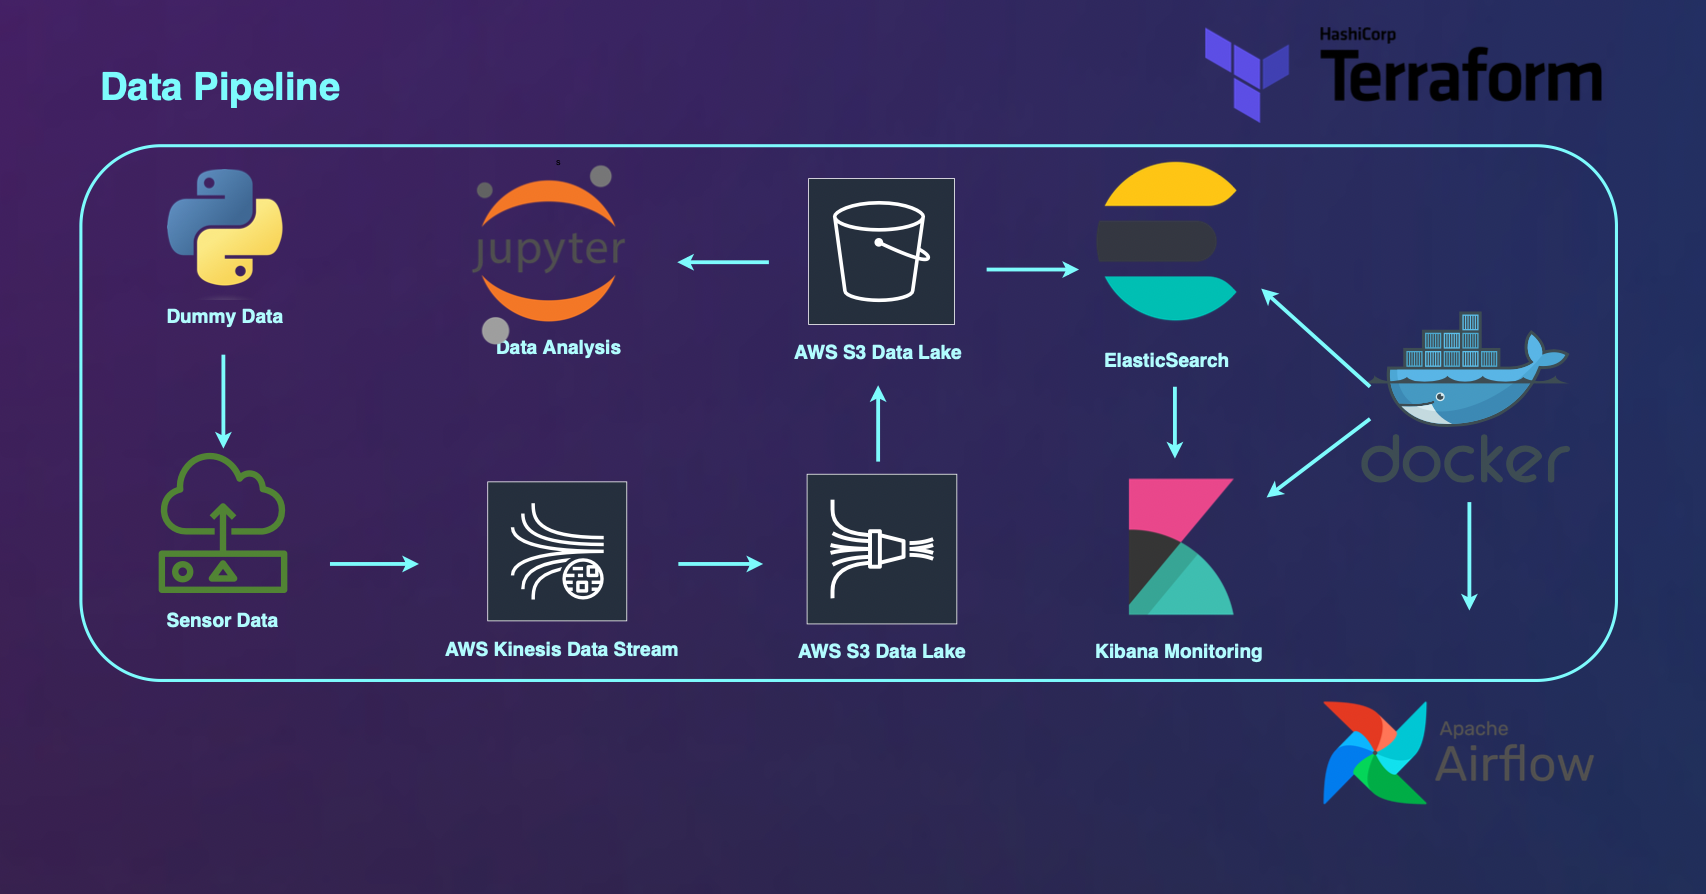 HashiCorp
Terraform
Data Pipeline
jupyter
Dummy Data
Data Analysis
AWS S3 Data Lake
ElasticSearch
docker
Sensor Data
AWS Kinesis Data Stream
AWS S3 Data Lake
Kibana Monitoring
Apache
Airflow